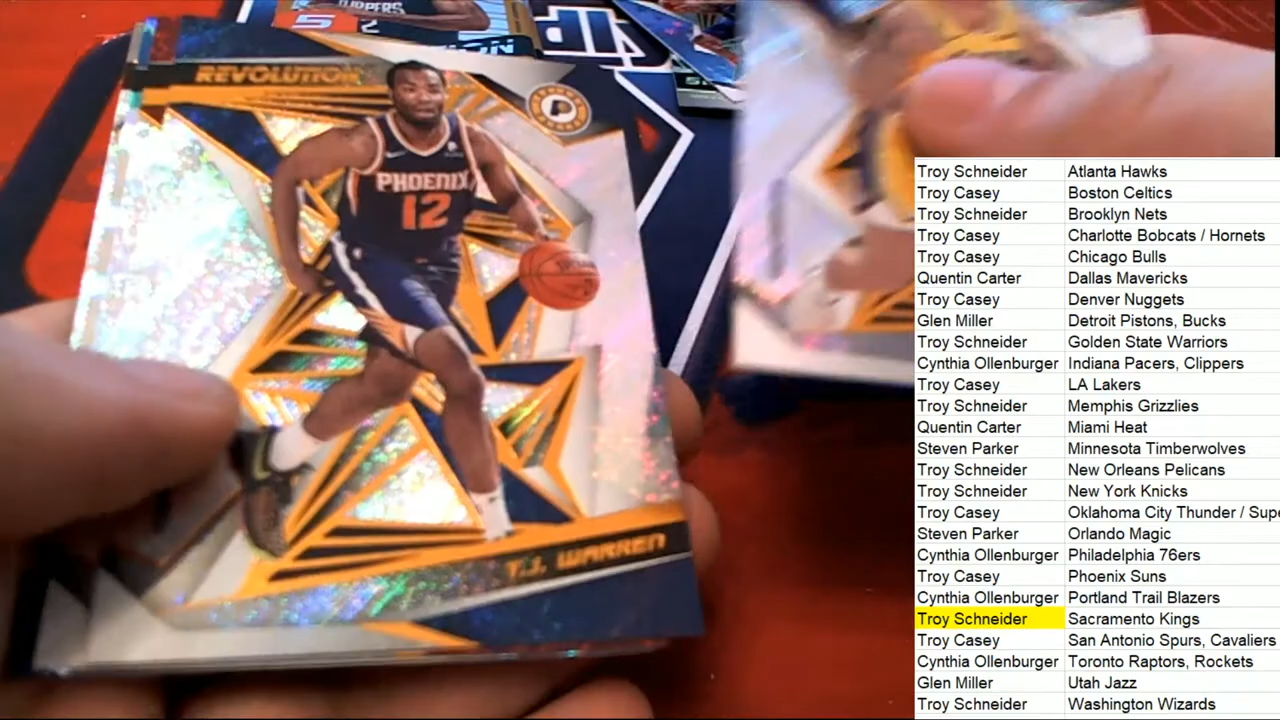 CLIPPERS
REVOLUTION
PHOENIX
12
T.J. WARREN
Troy Schneider Atlanta Hawks
Troy Casey Boston Celtics
Troy Schneider Brooklyn Nets
Troy Casey Charlotte Bobcats / Hornets
Troy Casey Chicago Bulls
Quentin Carter Dallas Mavericks
Troy Casey Denver Nuggets
Glen Miller Detroit Pistons, Bucks
Troy Schneider Golden State Warriors
Cynthia Ollenburger Indiana Pacers, Clippers
Troy Casey LA Lakers
Troy Schneider Memphis Grizzlies
Quentin Carter Miami Heat
Steven Parker Minnesota Timberwolves
Troy Schneider New Orleans Pelicans
Troy Schneider New York Knicks
Troy Casey Oklahoma City Thunder / Supe
Steven Parker Orlando Magic
Cynthia Ollenburger Philadelphia 76ers
Troy Casey Phoenix Suns
Cynthia Ollenburger Portland Trail Blazers
Troy Schneider Sacramento Kings
Troy Casey San Antonio Spurs, Cavaliers
Cynthia Ollenburger Toronto Raptors, Rockets
Glen Miller Utah Jazz
Troy Schneider Washington Wizards